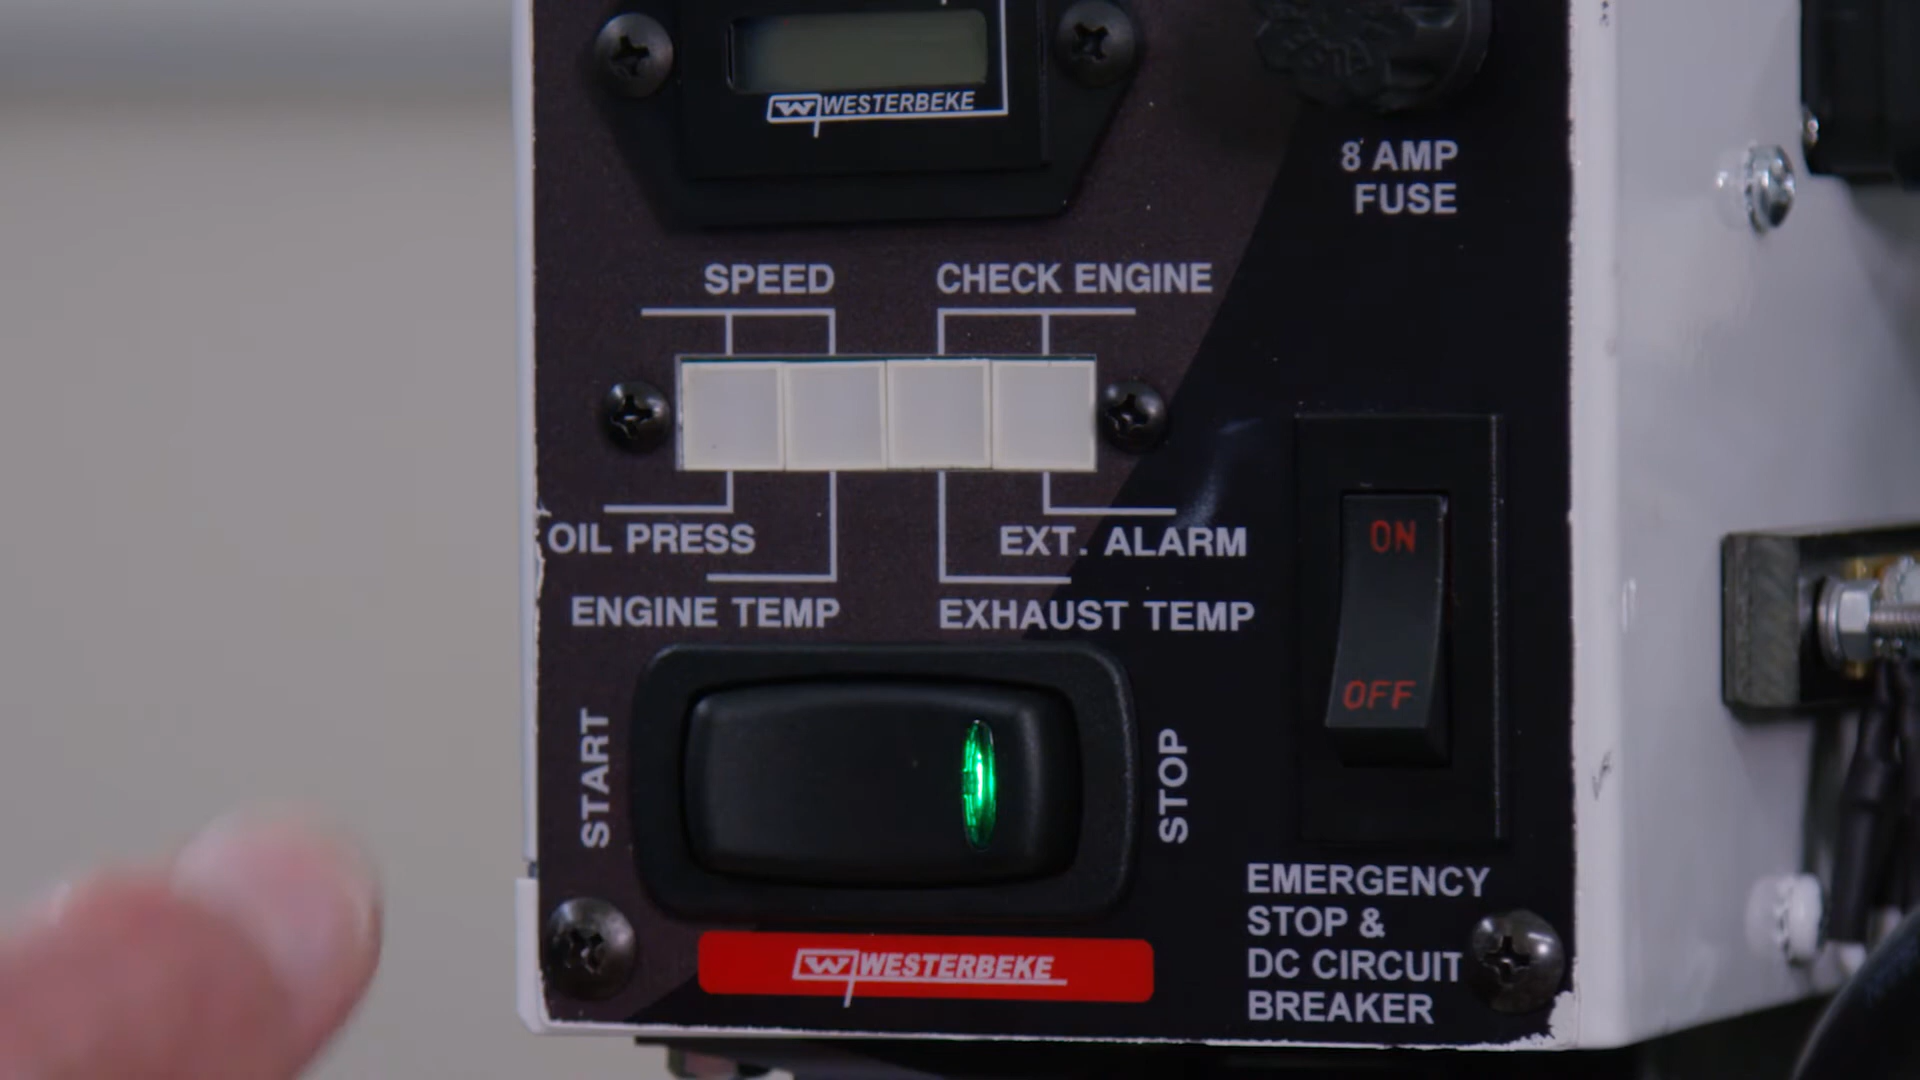 WESTERBEKE
8 AMP
FUSE
SPEED
CHECK ENGINE
OIL PRESS
EXT. ALARM
ENGINE TEMP
EXHAUST TEMP
ON
OFF
START
STOP
EMERGENCY
STOP &
DC CIRCUIT
BREAKER
WESTERBEKE